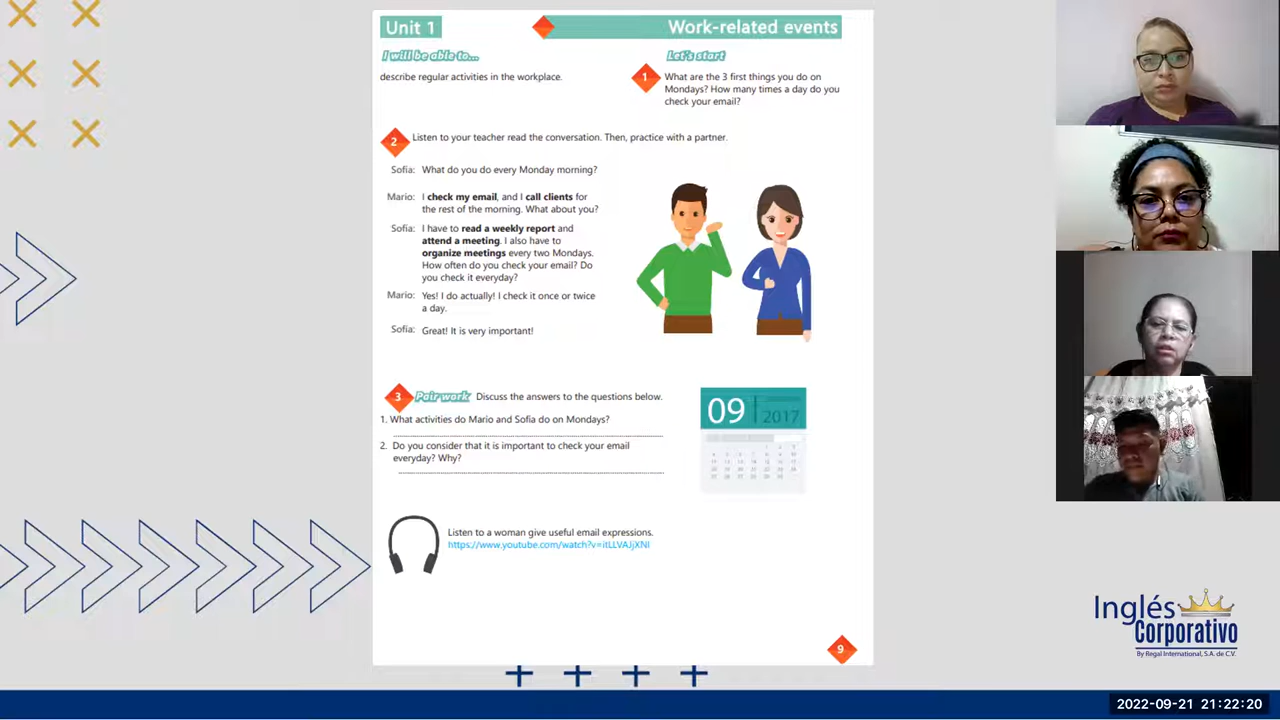 Unit 1
Work-related events
I will be able to...
describe regular activities in the workplace.
Let's start
1
What are the 3 first things you do on
Mondays? How many times a day do you
check your email?
2
Listen to your teacher read the conversation. Then, practice with a partner.
Sofia: What do you do every Monday morning?
Mario: I check my email, and I call clients for
the rest of the morning. What about you?
Sofia: I have to read a weekly report and
attend a meeting. I also have to
organize meetings every two Mondays.
How often do you check your email? Do
you check it everyday?
Mario: Yes! I do actually! I check it once or twice
a day.
Sofia: Great! It is very important!
3
Pair work Discuss the answers to the questions below.
1. What activities do Mario and Sofia do on Mondays?
2. Do you consider that it is important to check your email
everyday? Why?
09
2017
Listen to a woman give useful email expressions.
https://www.youtube.com/watch?v=itLLVAJjXNI
9
Inglés
Corporativo
By Regal International, S.A. de C.V.
2022-09-21 21:22:20